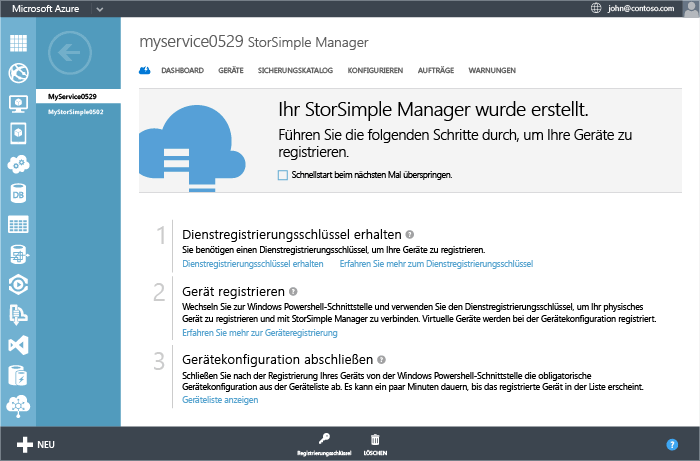 Microsoft Azure
john@contoso.com
myservice0529 StorSimple Manager
DASHBOARD GERÄTE SICHERUNGSKATALOG KONFIGURIEREN AUFTRÄGE WARNUNGEN
MyService0529
MyStorSimple0502
Ihr StorSimple Manager wurde erstellt.
Führen Sie die folgenden Schritte durch, um Ihre Geräte zu
registrieren.
Schnellstart beim nächsten Mal überspringen.
1 Dienstregistrierungsschlüssel erhalten ?
Sie benötigen einen Dienstregistrierungsschlüssel, um Ihre Geräte zu registrieren.
Dienstregistrierungsschlüssel erhalten Erfahren Sie mehr zum Dienstregistrierungsschlüssel
2 Gerät registrieren ?
Wechseln Sie zur Windows Powershell-Schnittstelle und verwenden Sie den Dienstregistrierungsschlüssel, um Ihr physisches
Gerät zu registrieren und mit StorSimple Manager zu verbinden. Virtuelle Geräte werden bei der Gerätekonfiguration registriert.
Erfahren Sie mehr zur Geräteregistrierung
3 Gerätekonfiguration abschließen ?
Schließen Sie nach der Registrierung Ihres Geräts von der Windows Powershell-Schnittstelle die obligatorische
Gerätekonfiguration aus der Geräteliste ab. Es kann ein paar Minuten dauern, bis das registrierte Gerät in der Liste erscheint.
Geräteliste anzeigen
DB
NEU
Registrierungsschlüssel
LÖSCHEN
?